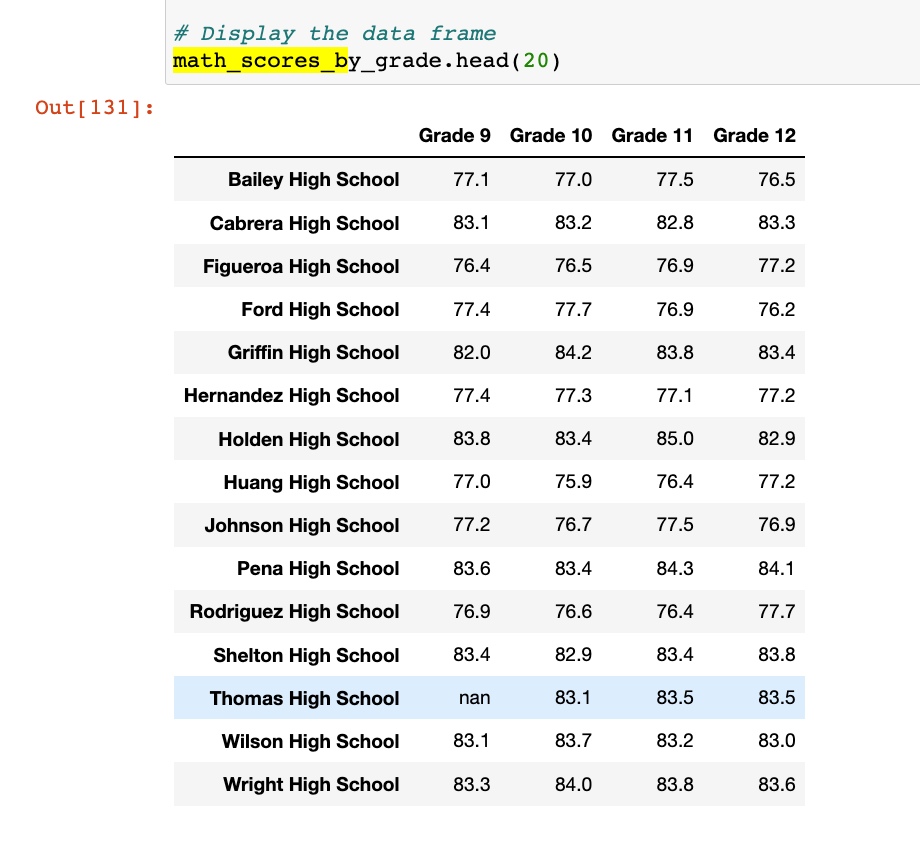 # Display the data frame
math_scores_by_grade.head(20)
Out[131]:
Grade 9 Grade 10 Grade 11 Grade 12
Bailey High School 77.1 77.0 77.5 76.5
Cabrera High School 83.1 83.2 82.8 83.3
Figueroa High School 76.4 76.5 76.9 77.2
Ford High School 77.4 77.7 76.9 76.2
Griffin High School 82.0 84.2 83.8 83.4
Hernandez High School 77.4 77.3 77.1 77.2
Holden High School 83.8 83.4 85.0 82.9
Huang High School 77.0 75.9 76.4 77.2
Johnson High School 77.2 76.7 77.5 76.9
Pena High School 83.6 83.4 84.3 84.1
Rodriguez High School 76.9 76.6 76.4 77.7
Shelton High School 83.4 82.9 83.4 83.8
Thomas High School nan 83.1 83.5 83.5
Wilson High School 83.1 83.7 83.2 83.0
Wright High School 83.3 84.0 83.8 83.6